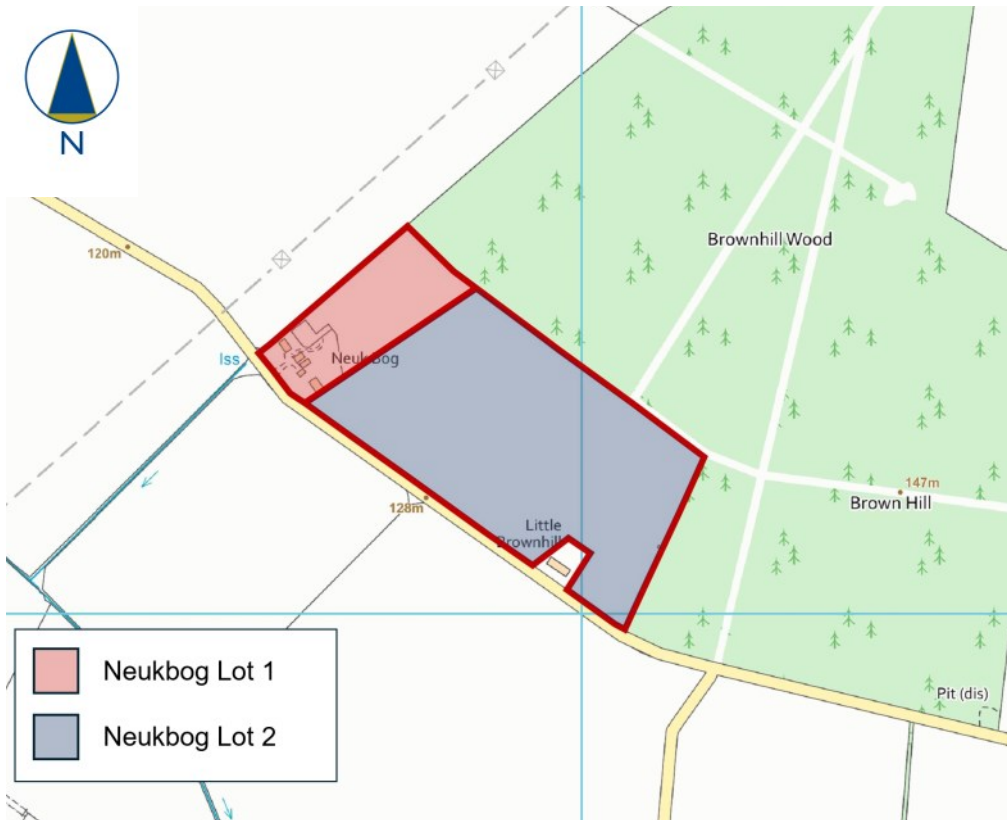 N
120m
Brownhill Wood
Iss
Neukbog
147m
Brown Hill
128m
Little
Brownhill
Pit (dis)
Neukbog Lot 1
Neukbog Lot 2